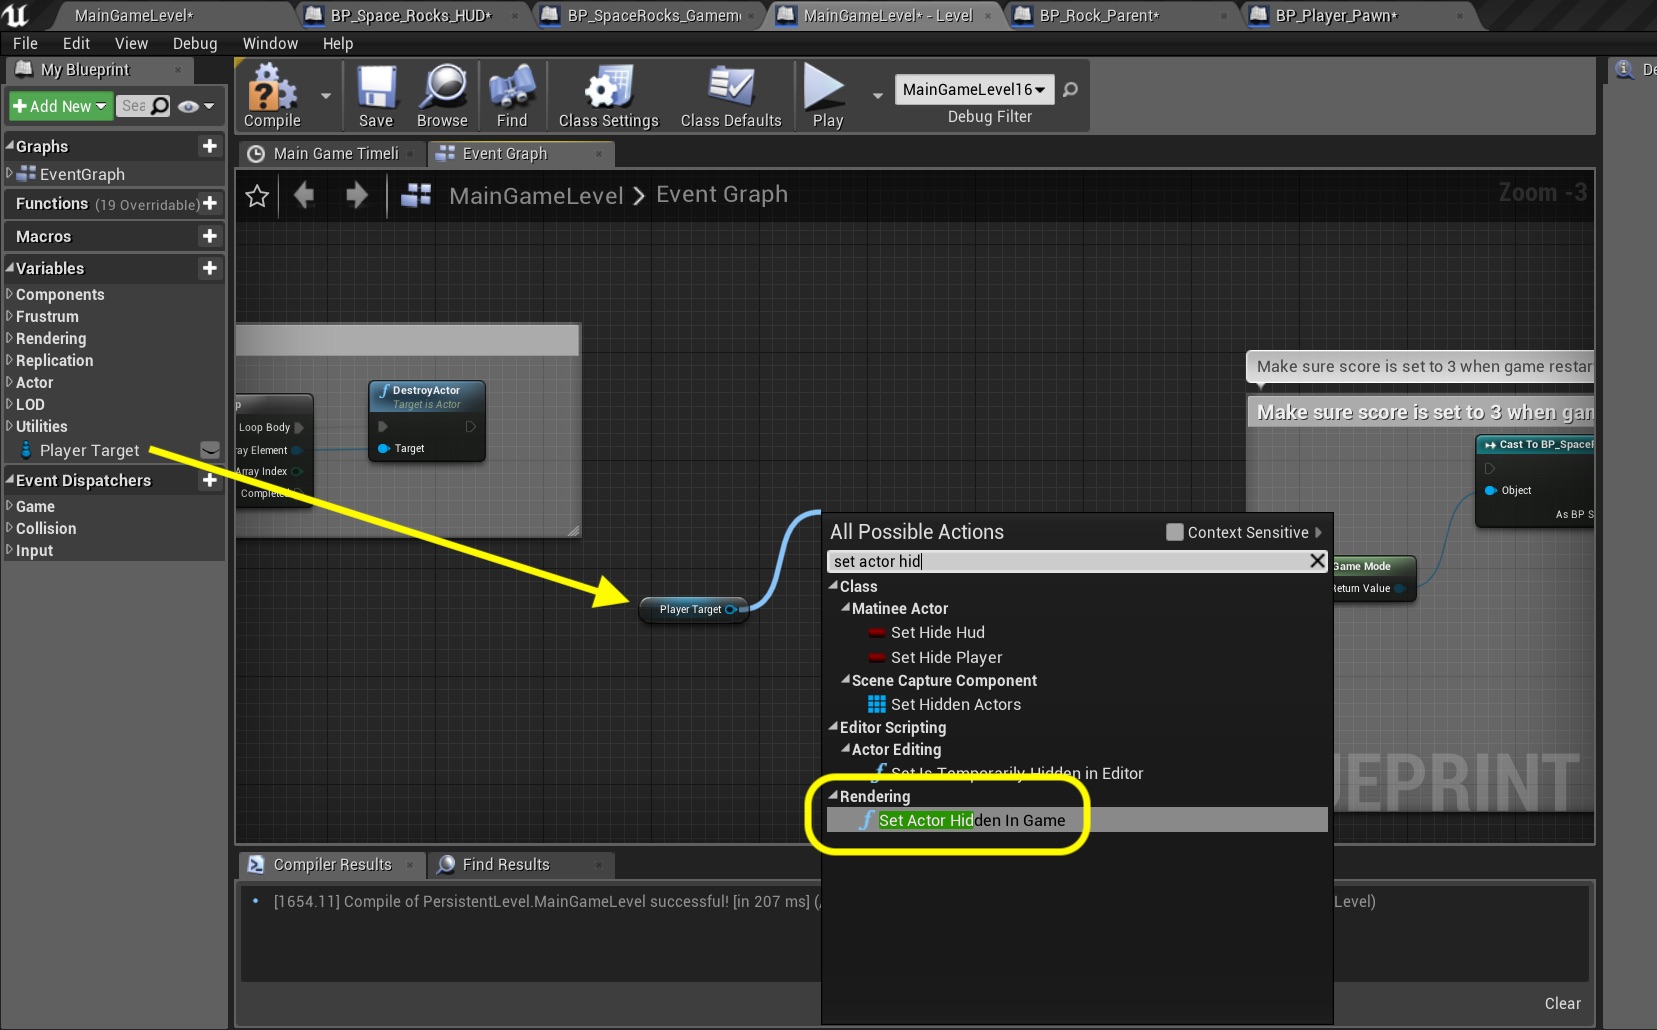 MainGameLevel*
BP_Space_Rocks_HUD*
BP_SpaceRocks_Gamem
MainGameLevel* - Level
BP_Rock_Parent*
BP_Player_Pawn*
File
Edit
View
Debug
Window
Help
My Blueprint
De
Add New
Sea
Compile
Save
Browse
Find
Class Settings
Class Defaults
Play
MainGameLevel16
Debug Filter
Graphs
EventGraph
Functions (19 Overridable)
Macros
Variables
Components
Frustrum
Rendering
Replication
Actor
LOD
Utilities
Player Target
Event Dispatchers
Game
Collision
Input
Main Game Timeli
Event Graph
MainGameLevel > Event Graph
Zoom -3
p
Loop Body
ray Element
Array Index
Completed
DestroyActor
Target is Actor
Target
Player Target
Make sure score is set to 3 when game restar
Make sure score is set to 3 when gam
Cast To BP_SpaceR
Object
As BP S
Game Mode
Return Value
EPRINT
All Possible Actions
Context Sensitive
set actor hid
Class
Matinee Actor
Set Hide Hud
Set Hide Player
Scene Capture Component
Set Hidden Actors
Editor Scripting
Actor Editing
Set Is Temporarily Hidden in Editor
Rendering
Set Actor Hidden In Game
Compiler Results
Find Results
[1654.11] Compile of PersistentLevel.MainGameLevel successful! [in 207 ms] (
Level)
Clear